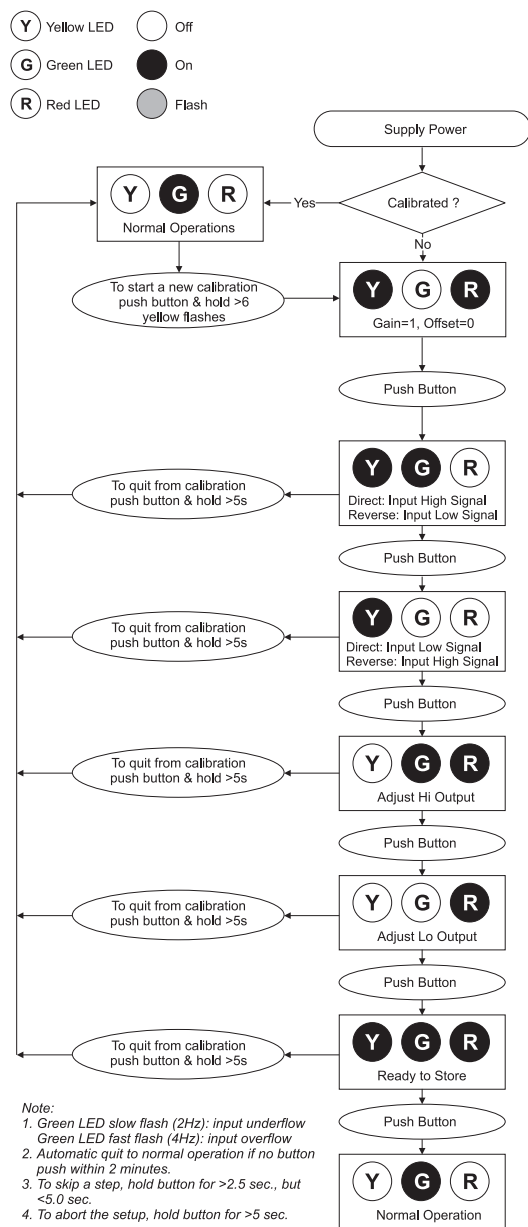 Y Yellow LED Off
G Green LED On
R Red LED Flash
Supply Power
Calibrated ?
Yes
No
Y G R
Normal Operations
To start a new calibration
push button & hold >6
yellow flashes
Y G R
Gain=1, Offset=0
Push Button
Y G R
Direct: Input High Signal
Reverse: Input Low Signal
To quit from calibration
push button & hold >5s
Push Button
Y G R
Direct: Input Low Signal
Reverse: Input High Signal
To quit from calibration
push button & hold >5s
Push Button
Y G R
Adjust Hi Output
To quit from calibration
push button & hold >5s
Push Button
Y G R
Adjust Lo Output
To quit from calibration
push button & hold >5s
Push Button
Y G R
Ready to Store
To quit from calibration
push button & hold >5s
Push Button
Y G R
Normal Operation
Note:
1. Green LED slow flash (2Hz): input underflow
Green LED fast flash (4Hz): input overflow
2. Automatic quit to normal operation if no button
push within 2 minutes.
3. To skip a step, hold button for >2.5 sec., but
<5.0 sec.
4. To abort the setup, hold button for >5 sec.